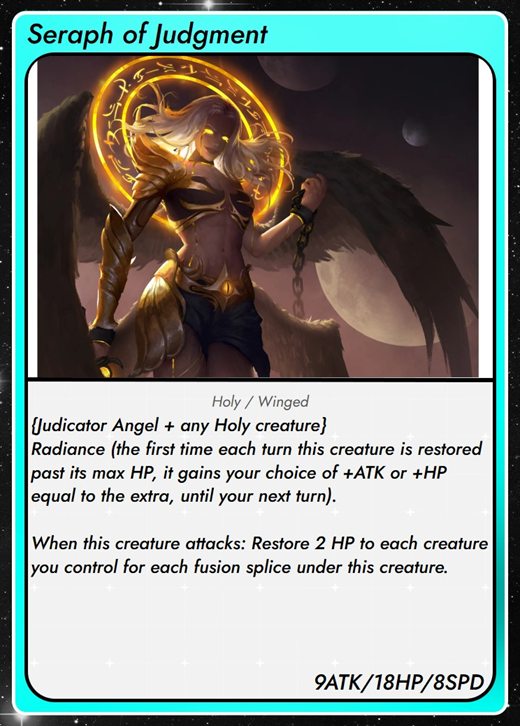 Seraph of Judgment
Holy / Winged
{Judicator Angel + any Holy creature}
Radiance (the first time each turn this creature is restored
past its max HP, it gains your choice of +ATK or +HP
equal to the extra, until your next turn).
When this creature attacks: Restore 2 HP to each creature
you control for each fusion splice under this creature.
9ATK/18HP/8SPD